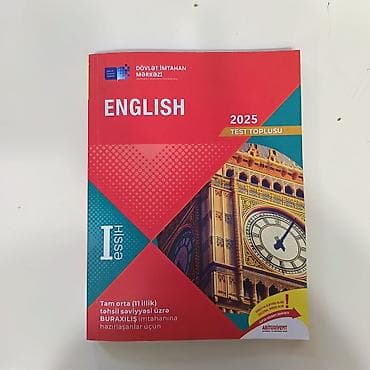 DÖVLƏT İMTAHAN
MƏRKƏZİ
ENGLISH
2025
TEST TOPLUSU
I Hissə
Tam orta (11 illik)
təhsil səviyyəsi üzrə
BURAXILIŞ imtahanına
hazırlaşanlar üçün